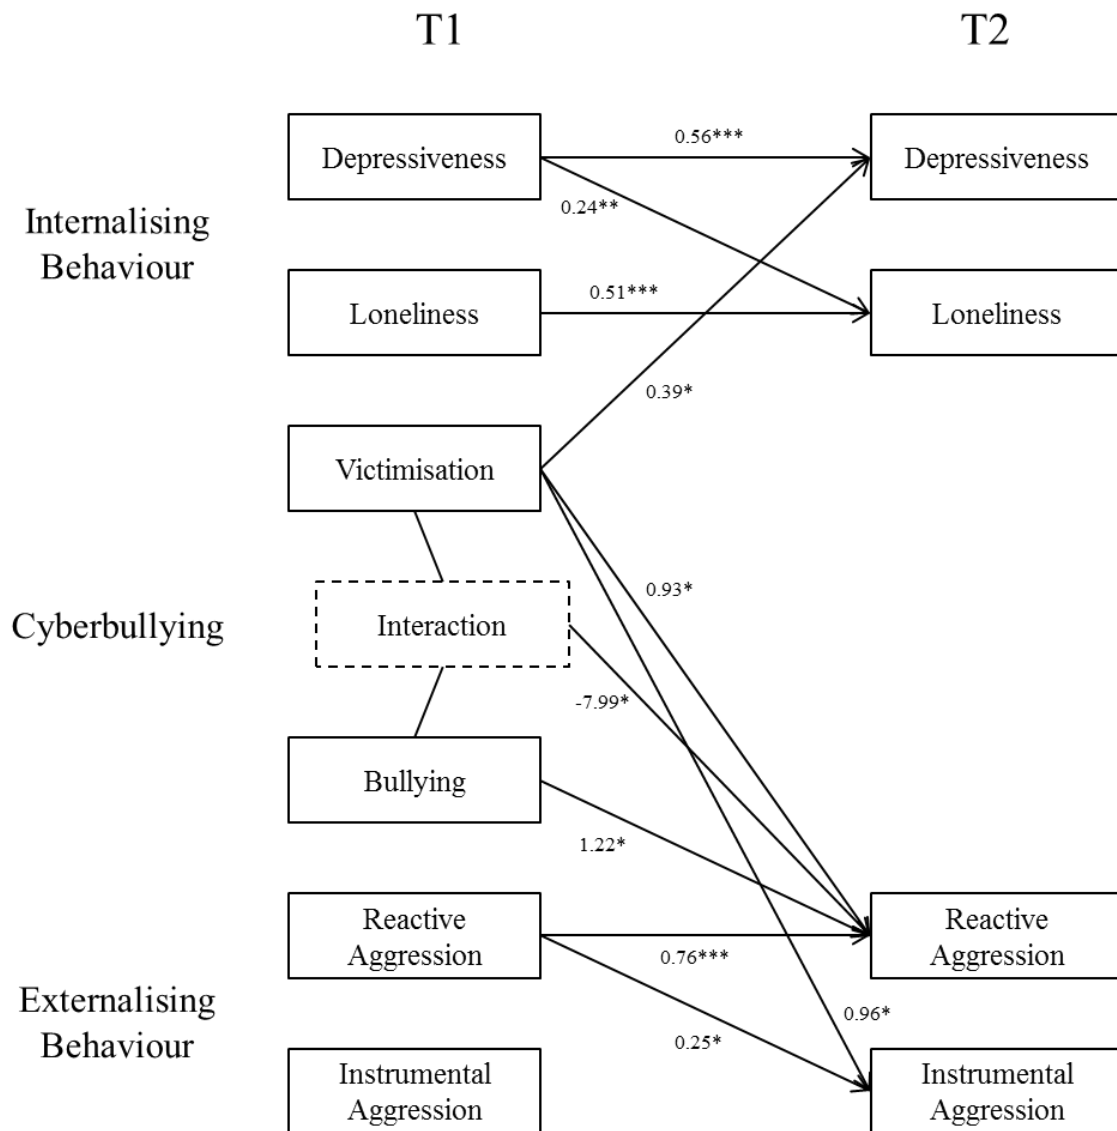 T1
T2
Depressiveness
0.56***
Depressiveness
Internalising
Behaviour
0.24**
Loneliness
0.51***
Loneliness
0.39*
Victimisation
0.93*
Cyberbullying
Interaction
-7.99*
Bullying
1.22*
Reactive
Aggression
0.76***
Reactive
Aggression
Externalising
Behaviour
0.96*
0.25*
Instrumental
Aggression
Instrumental
Aggression